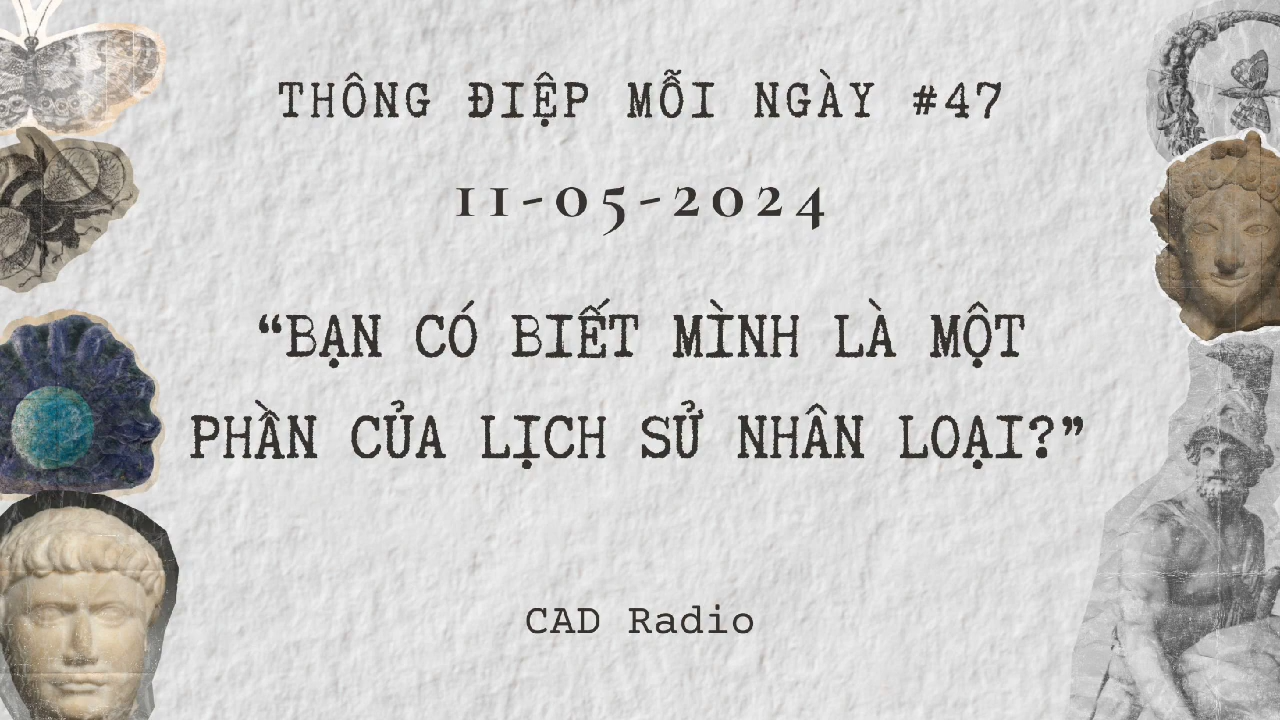 THÔNG ĐIỆP MỖI NGÀY #47
11-05-2024
“BẠN CÓ BIẾT MÌNH LÀ MỘT
PHẦN CỦA LỊCH SỬ NHÂN LOẠI?”
CAD Radio